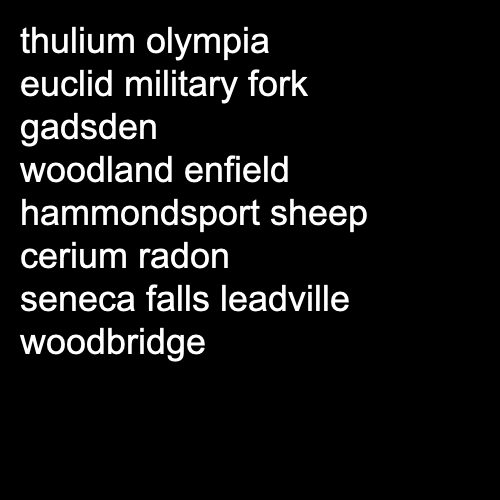 thulium olympia
euclid military fork
gadsden
woodland enfield
hammondsport sheep
cerium radon
seneca falls leadville
woodbridge